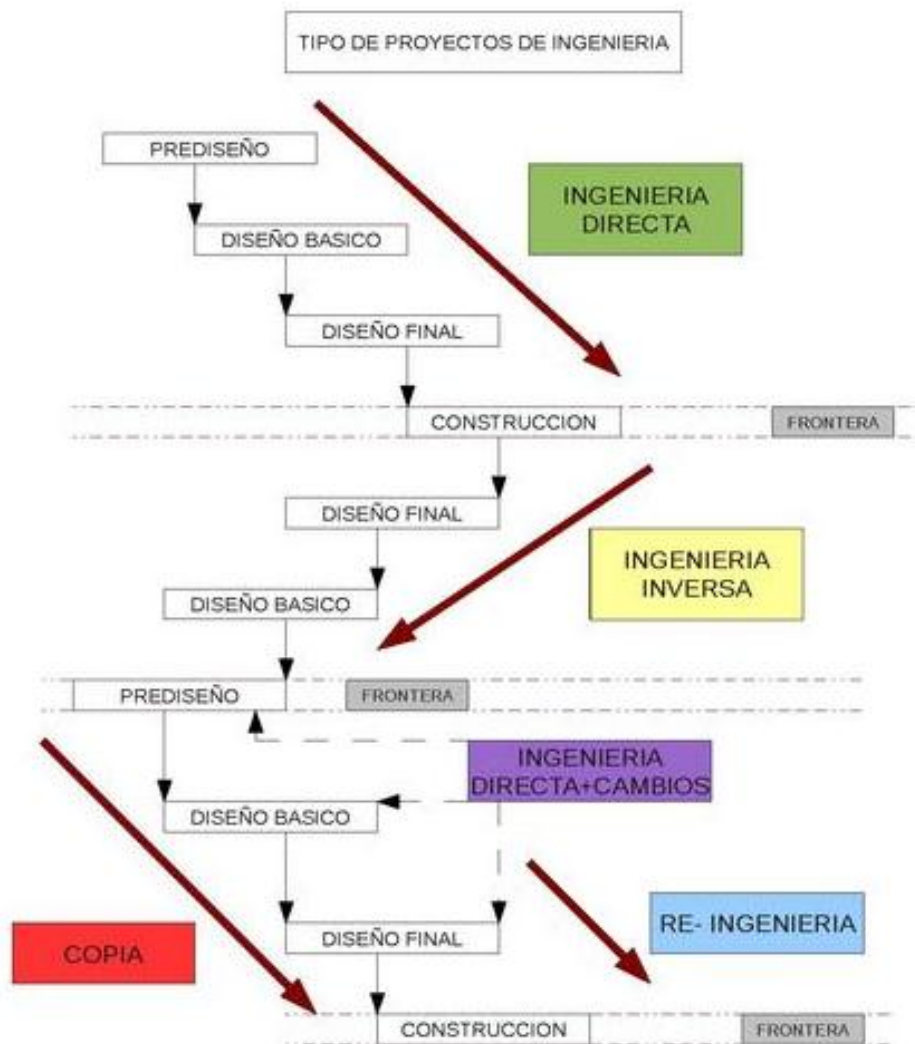 TIPO DE PROYECTOS DE INGENIERIA
PREDISEÑO
INGENIERIA
DIRECTA
DISEÑO BASICO
DISEÑO FINAL
CONSTRUCCION
FRONTERA
DISEÑO FINAL
INGENIERIA
INVERSA
DISEÑO BASICO
PREDISEÑO
FRONTERA
INGENIERIA
DIRECTA+CAMBIOS
DISEÑO BASICO
RE- INGENIERIA
COPIA
DISEÑO FINAL
CONSTRUCCION
FRONTERA